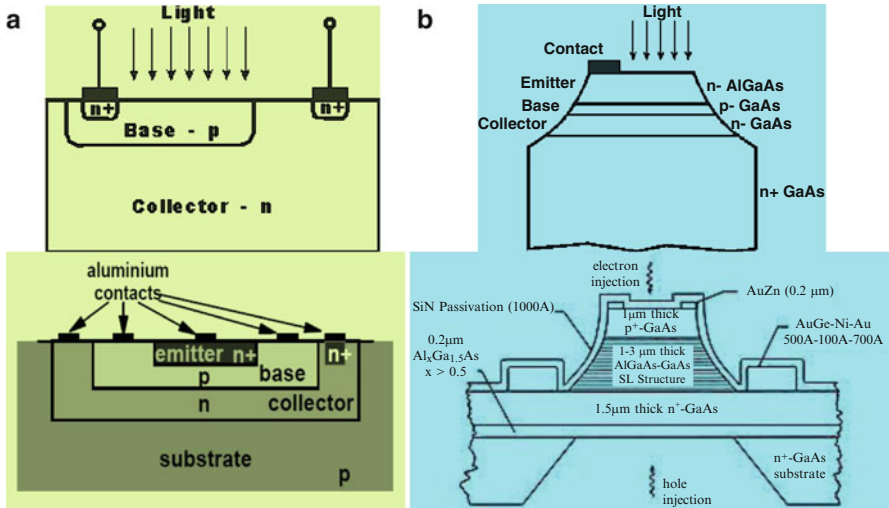 a
Light
n+
n+
Base - p
Collector - n
aluminium
contacts
emitter n+
n+
p
base
n
collector
substrate
p
b
Light
Contact
Emitter
n- AlGaAs
Base
p- GaAs
Collector
n- GaAs
n+ GaAs
electron
injection
SiN Passivation (1000A)
AuZn (0.2 μm)
1μm thick
p+-GaAs
AuGe-Ni-Au
500A-100A-700A
0.2μm
AlxGa1.5As
x > 0.5
1-3 μm thick
AlGaAs-GaAs
SL Structure
1.5μm thick n+-GaAs
n+-GaAs
substrate
hole
injection